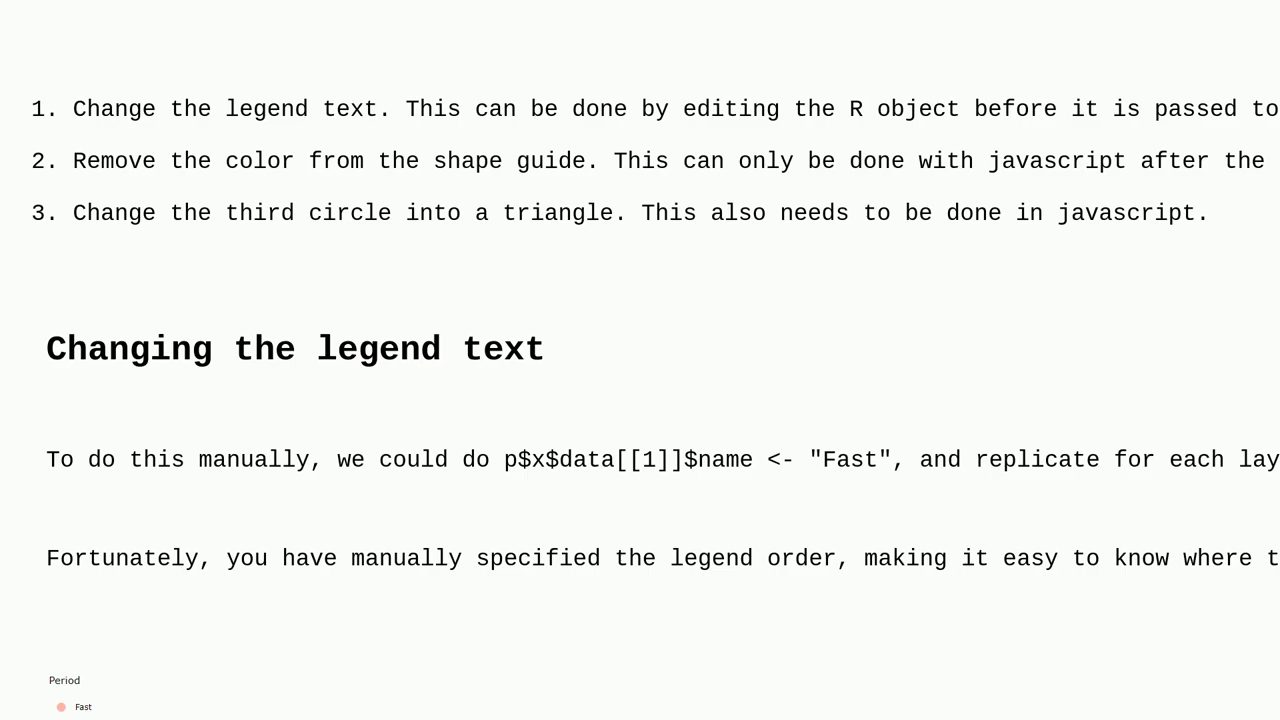 1. Change the legend text. This can be done by editing the R object before it is passed to
2. Remove the color from the shape guide. This can only be done with javascript after the
3. Change the third circle into a triangle. This also needs to be done in javascript.
Changing the legend text
To do this manually, we could do p$x$data[[1]]$name <- "Fast", and replicate for each lay
Fortunately, you have manually specified the legend order, making it easy to know where t
Period
Fast